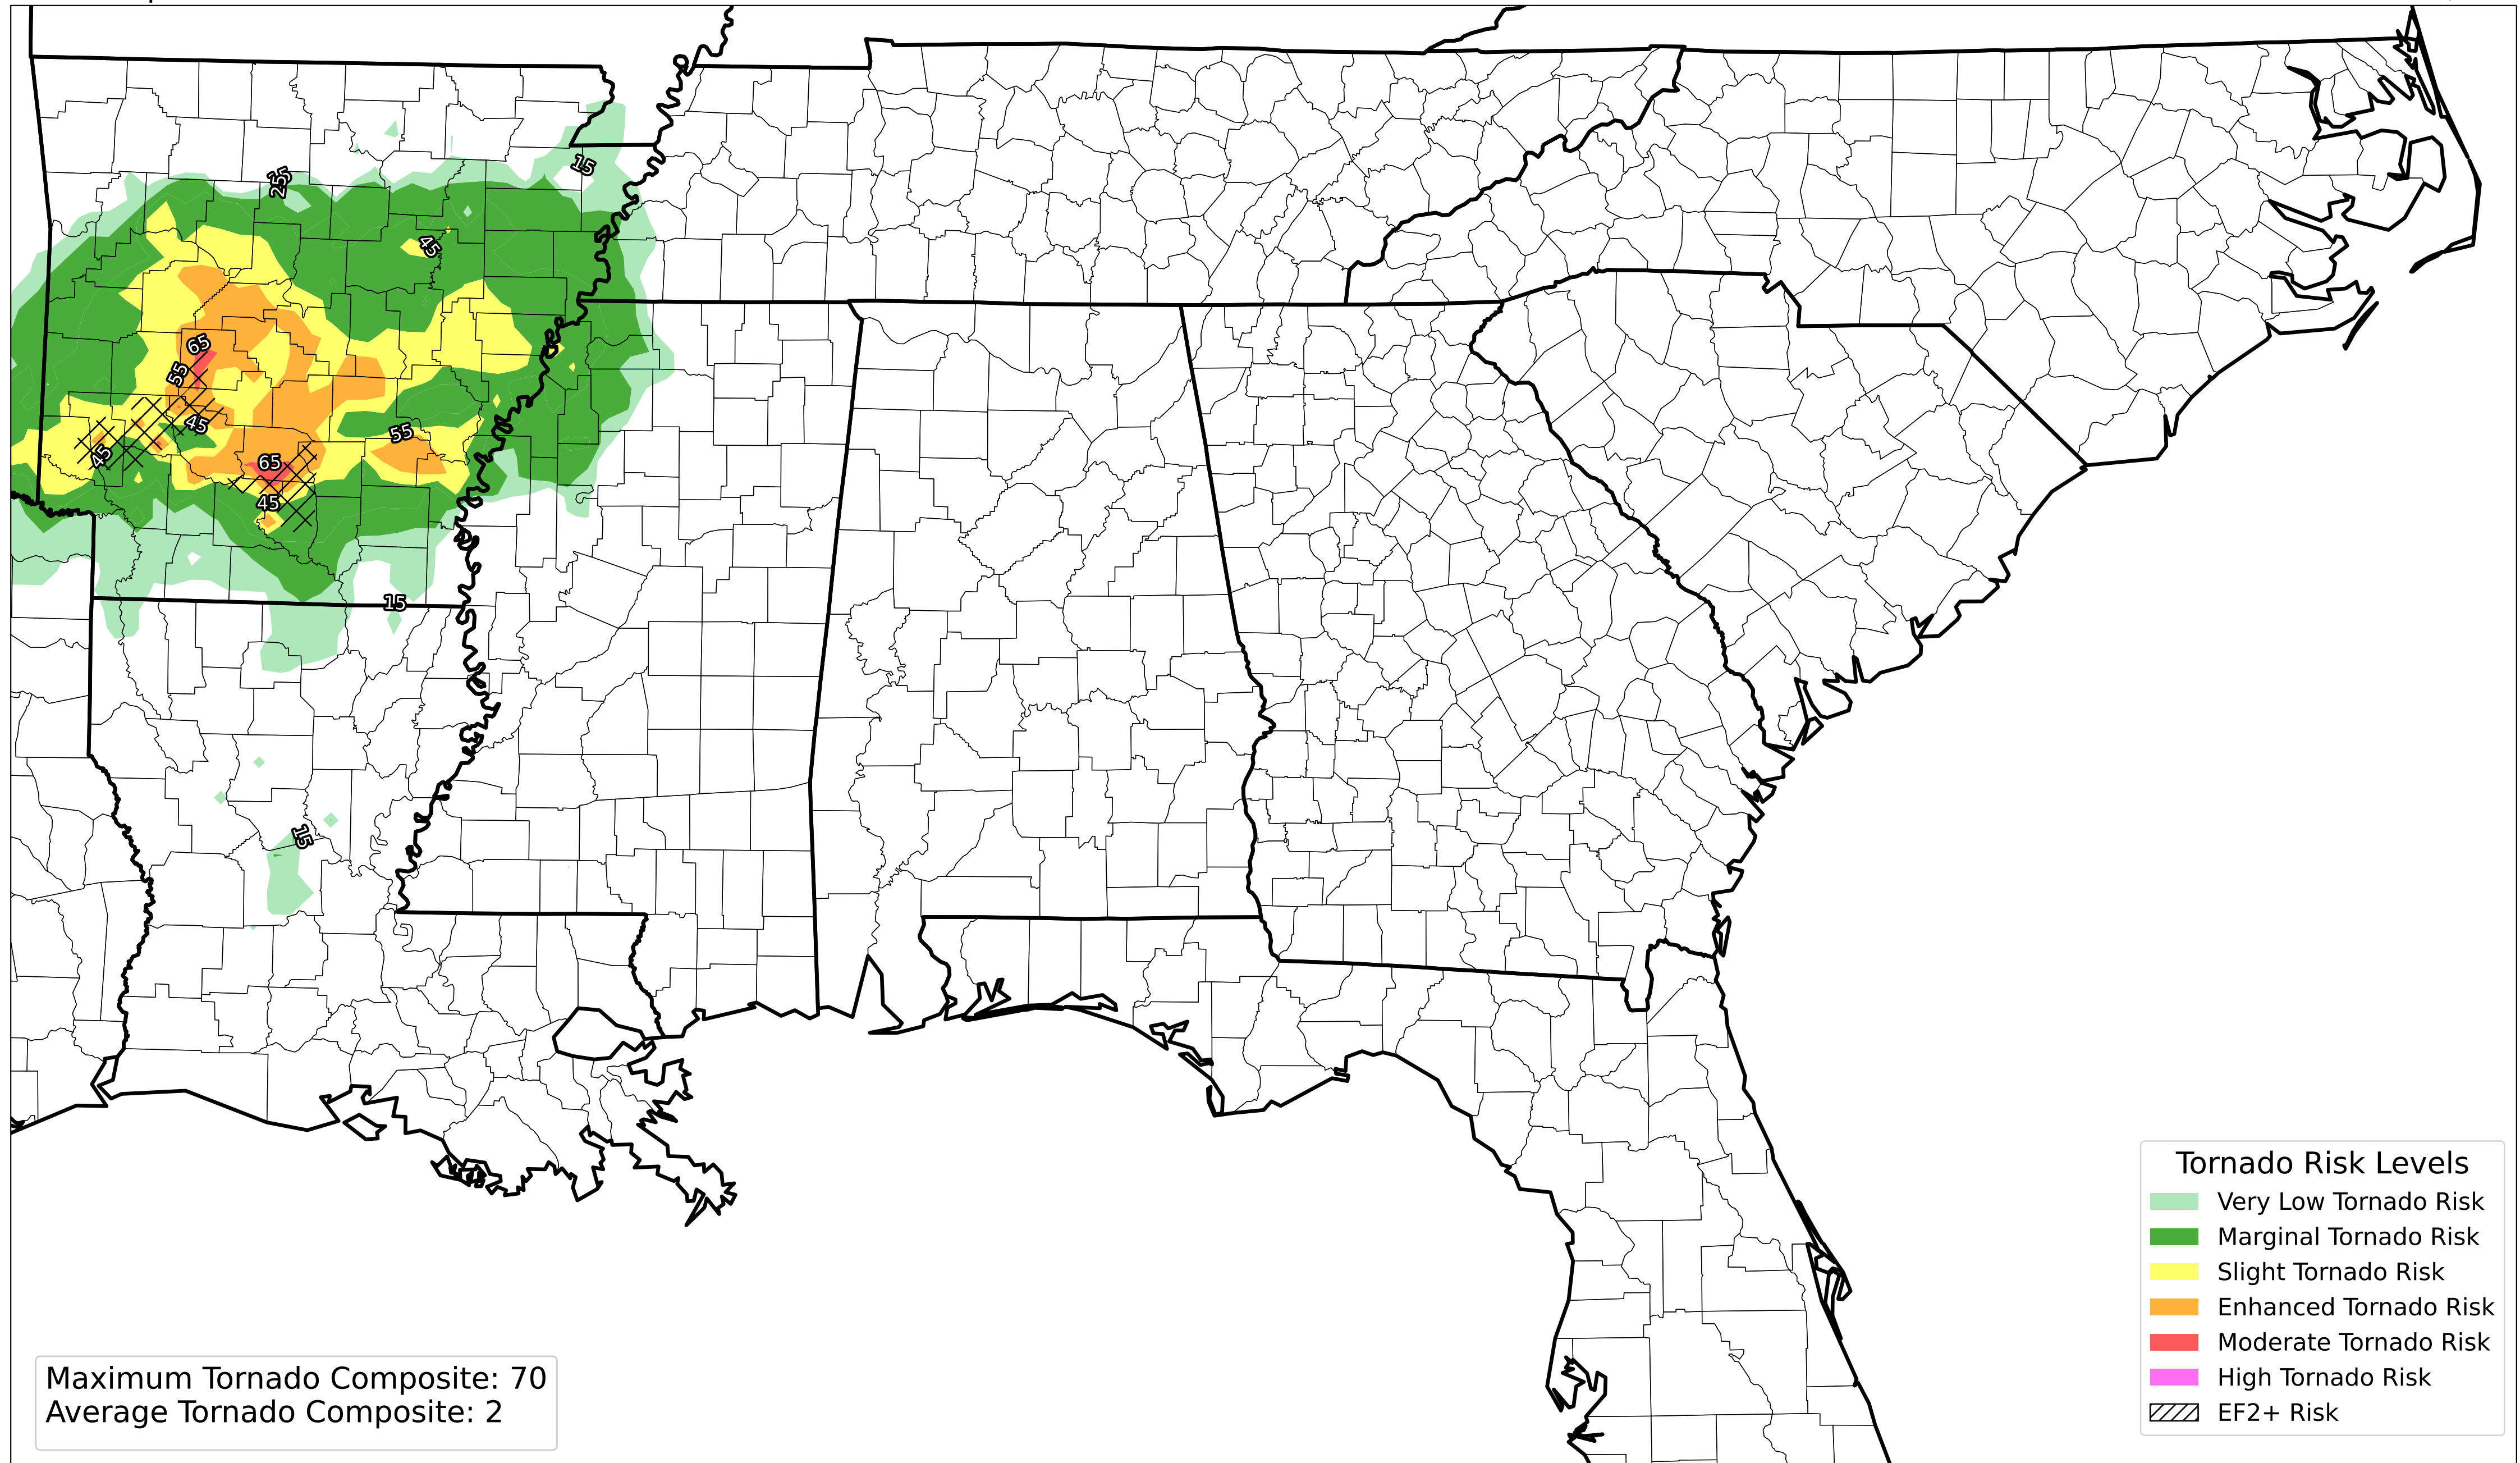 15
25
45
65
55
45
55
45
65
45
15
15
Tornado Risk Levels
Very Low Tornado Risk
Marginal Tornado Risk
Slight Tornado Risk
Enhanced Tornado Risk
Moderate Tornado Risk
High Tornado Risk
EF2+ Risk
Maximum Tornado Composite: 70
Average Tornado Composite: 2